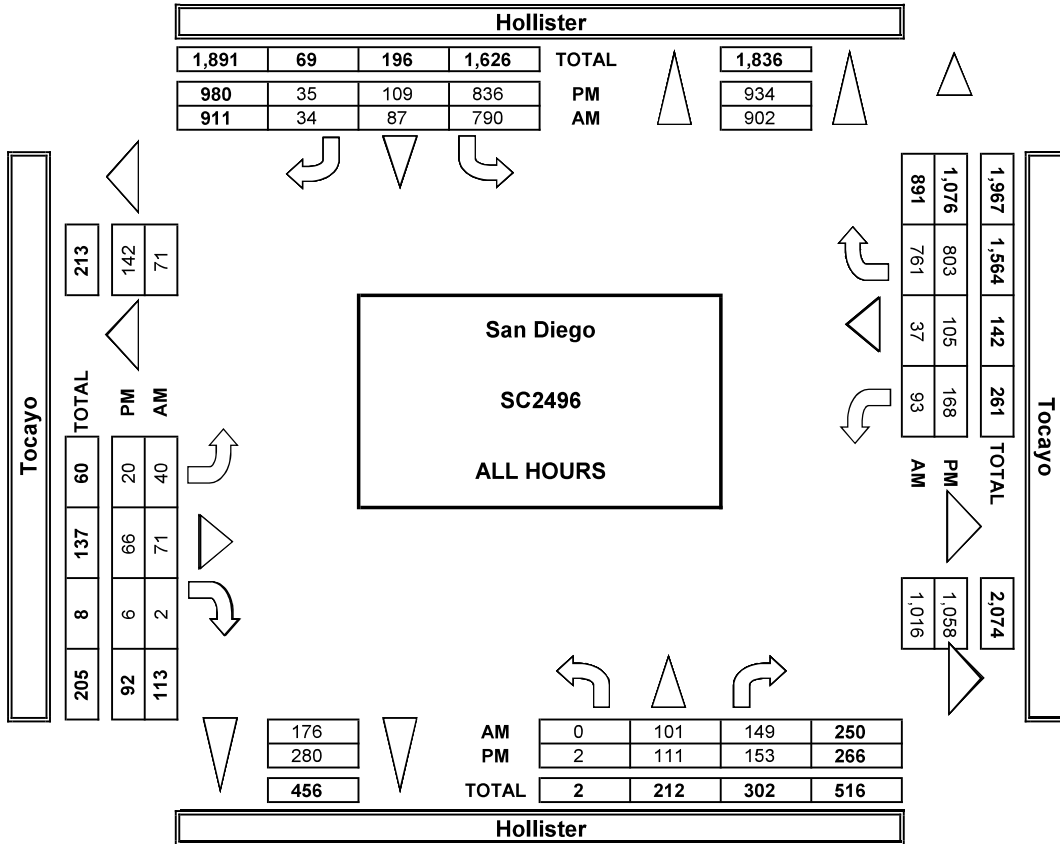 Hollister
1,891 69 196 1,626 TOTAL 1,836
980 35 109 836 PM 934
911 34 87 790 AM 902
Tocayo
213
142
71
TOTAL 60 137 8 205
PM 20 66 6 92
AM 40 71 2 113
San Diego
SC2496
ALL HOURS
1,967 1,564 142 261 TOTAL 2,074
1,076 803 105 168 PM 1,058
891 761 37 93 AM 1,016
Tocayo
176 AM 0 101 149 250
280 PM 2 111 153 266
456 TOTAL 2 212 302 516
Hollister